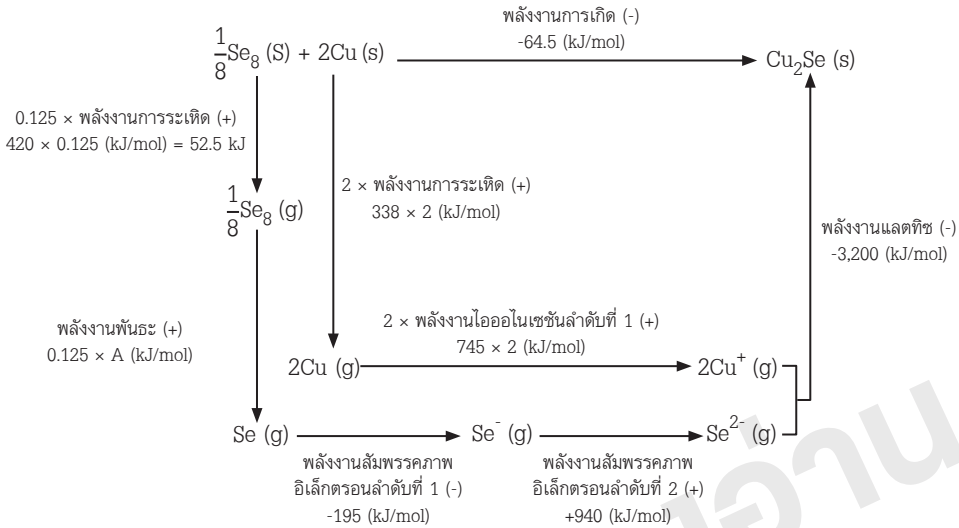 พลังงานการเกิด (-)
-64.5 (kJ/mol)
1/8 Se8 (S) + 2Cu (s)
Cu2Se (s)
0.125 × พลังงานการระเหิด (+)
420 × 0.125 (kJ/mol) = 52.5 kJ
2 × พลังงานการระเหิด (+)
338 × 2 (kJ/mol)
1/8 Se8 (g)
พลังงานแลตทิซ (-)
-3,200 (kJ/mol)
พลังงานพันธะ (+)
0.125 × A (kJ/mol)
2 × พลังงานไอออไนเซชันลำดับที่ 1 (+)
745 × 2 (kJ/mol)
2Cu (g)
2Cu+ (g)
Se (g)
Se- (g)
Se2- (g)
พลังงานสัมพรรคภาพ
อิเล็กตรอนลำดับที่ 1 (-)
-195 (kJ/mol)
พลังงานสัมพรรคภาพ
อิเล็กตรอนลำดับที่ 2 (+)
+940 (kJ/mol)